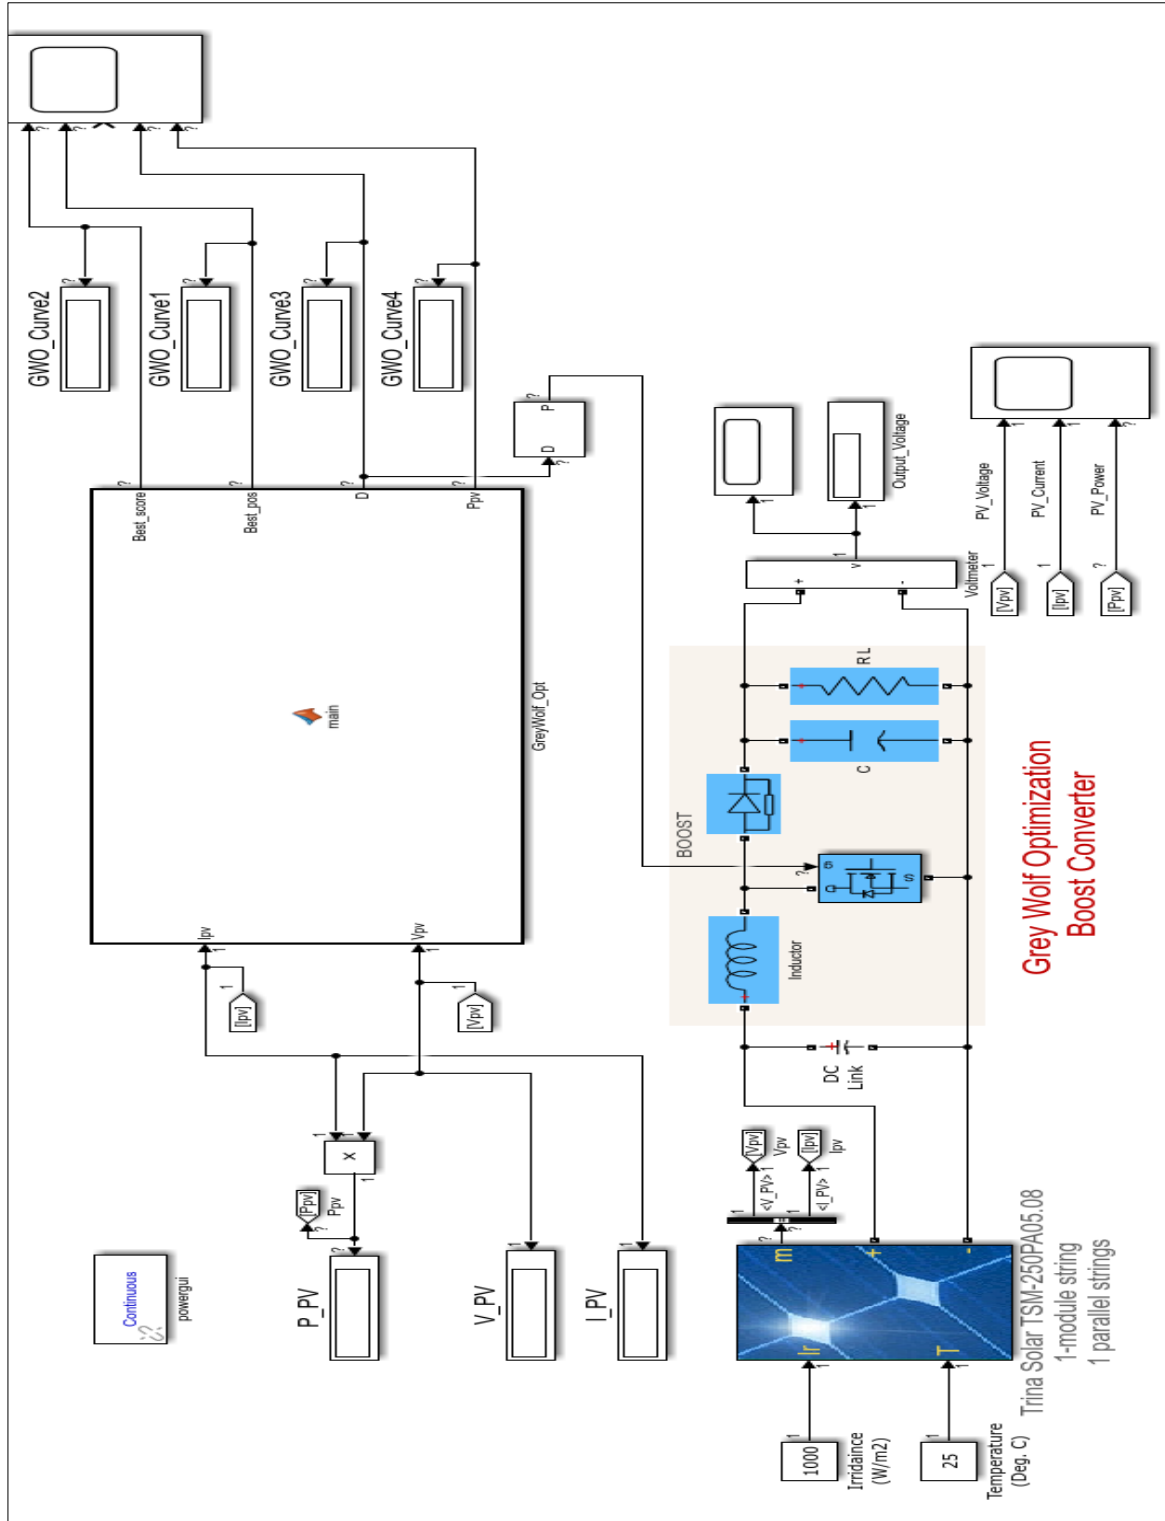 Continuous
powergui
P_PV
[Ppv]
Ppv
X
V_PV
I_PV
[Ipv]
[Vpv]
Ipv
Vpv
main
GreyWolf_Opt
Best_score
Best_pos
D
Ppv
GWO_Curve2
GWO_Curve1
GWO_Curve3
GWO_Curve4
D P
BOOST
1000
Irridaince
(W/m2)
25
Temperature
(Deg. C)
Ir
T
m
+
-
Trina Solar TSM-250PA05.08
1-module string
1 parallel strings
<V_PV>
<I_PV>
[Vpv]
Vpv
[Ipv]
Ipv
DC
Link
Inductor
S
C
R L
+
-
v
Voltmeter
Output_Voltage
[Vpv]
PV_Voltage
[Ipv]
PV_Current
[Ppv]
PV_Power
Grey Wolf Optimization
Boost Converter